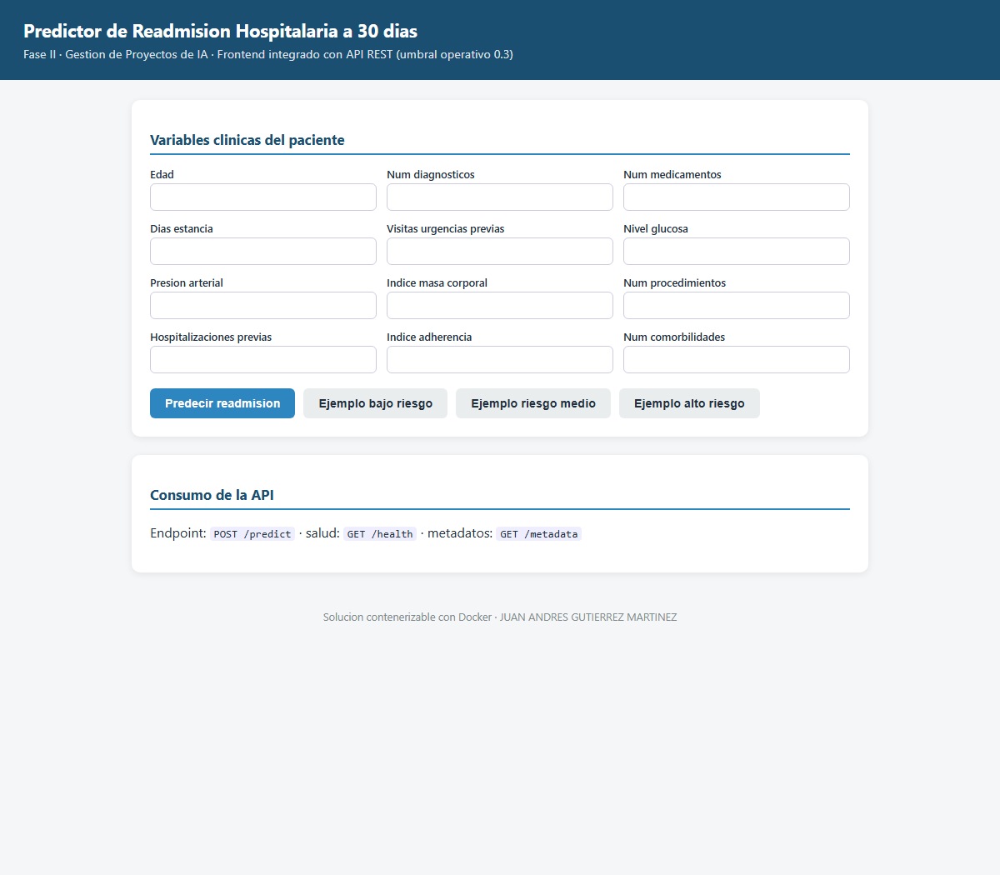 Predictor de Readmision Hospitalaria a 30 dias
Fase II · Gestion de Proyectos de IA · Frontend integrado con API REST (umbral operativo 0.3)
Variables clinicas del paciente
Edad Num diagnosticos Num medicamentos
Dias estancia Visitas urgencias previas Nivel glucosa
Presion arterial Indice masa corporal Num procedimientos
Hospitalizaciones previas Indice adherencia Num comorbilidades
Predecir readmision Ejemplo bajo riesgo Ejemplo riesgo medio Ejemplo alto riesgo
Consumo de la API
Endpoint: POST /predict · salud: GET /health · metadatos: GET /metadata
Solucion contenerizable con Docker · JUAN ANDRES GUTIERREZ MARTINEZ